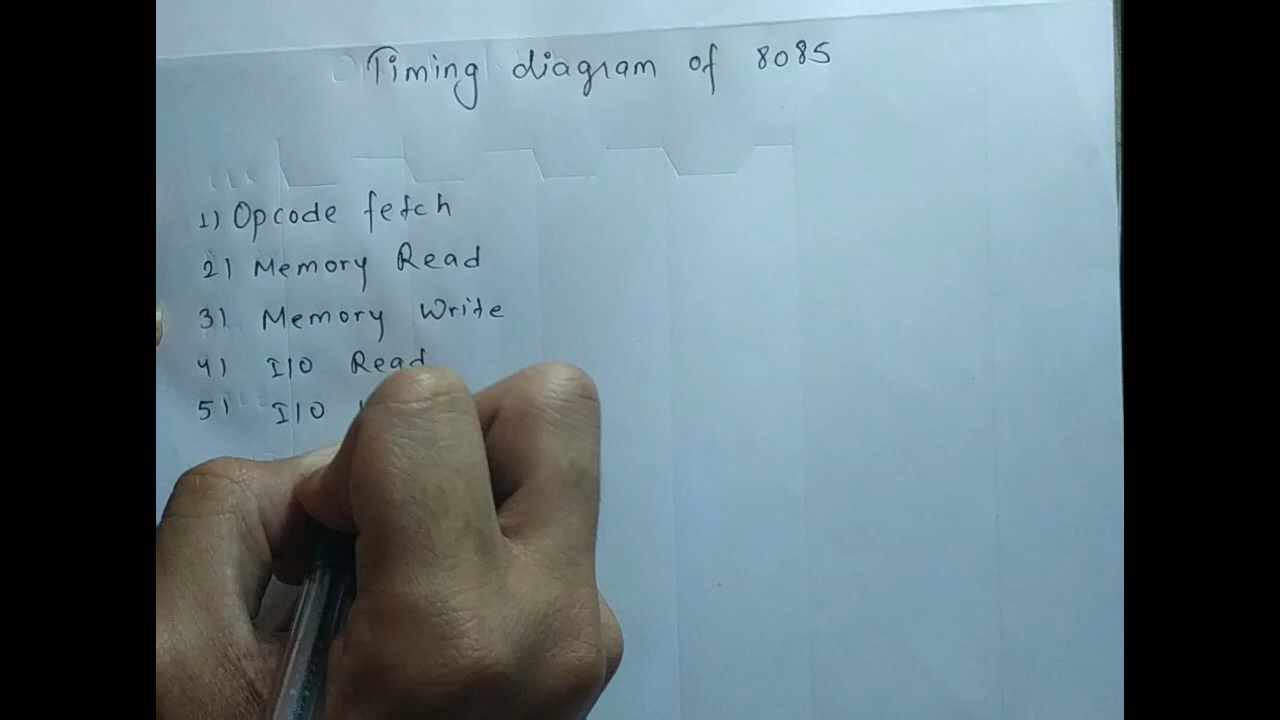 Timing diagram of 8085
1) Opcode fetch
2) Memory Read
3) Memory Write
4) I/O Read
5) I/O